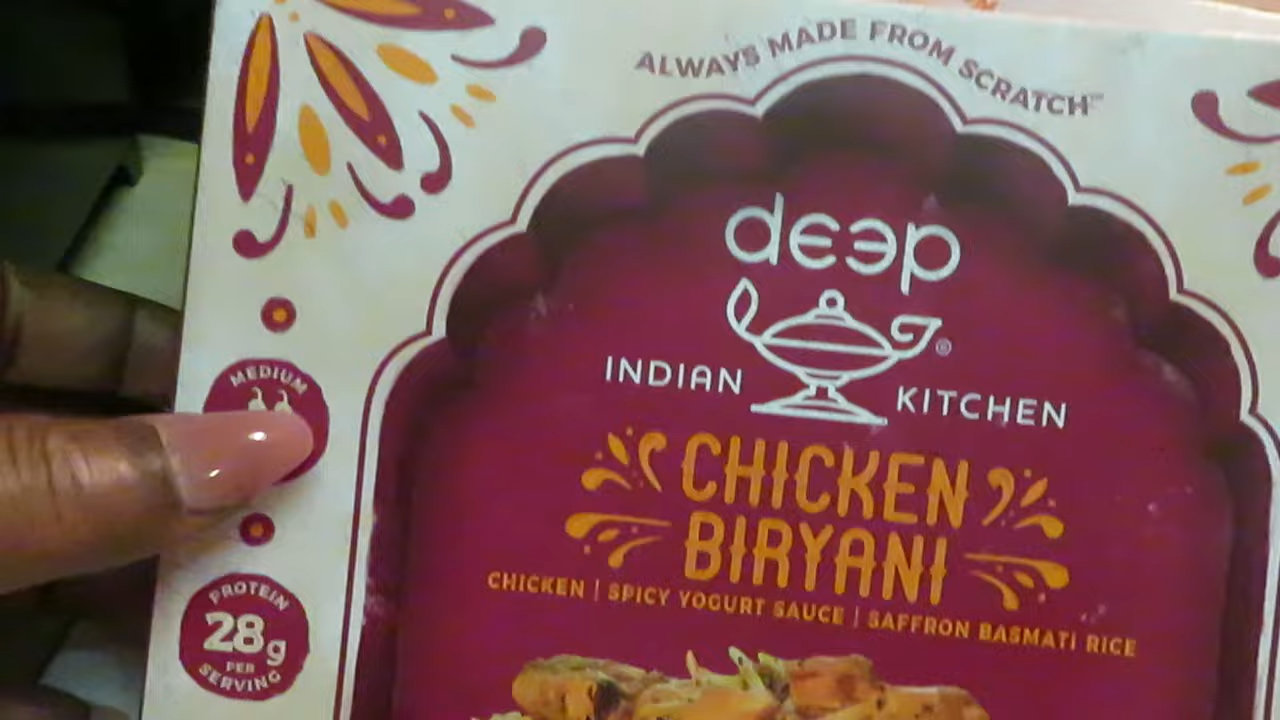 ALWAYS MADE FROM SCRATCH™
deep
INDIAN KITCHEN
®
MEDIUM
CHICKEN
BIRYANI
CHICKEN | SPICY YOGURT SAUCE | SAFFRON BASMATI RICE
PROTEIN
28g
PER
SERVING